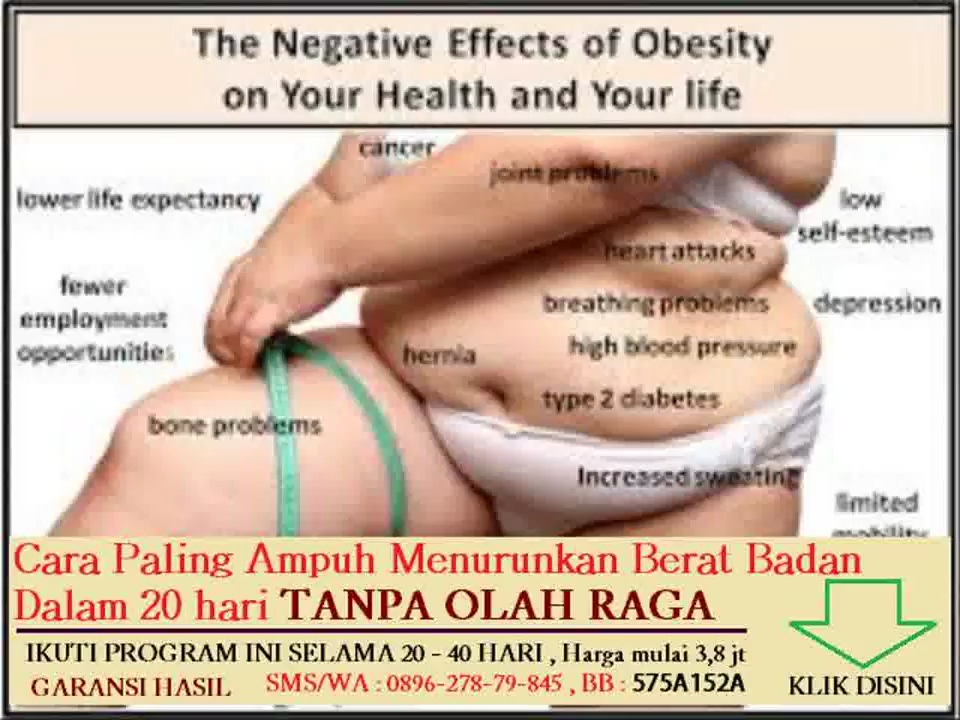 The Negative Effects of Obesity
on Your Health and Your life
cancer
joint problems
lower life expectancy
low
self-esteem
heart attacks
fewer
employment
opportunities
breathing problems
depression
hernia
high blood pressure
type 2 diabetes
bone problems
Increased sweating
limited
mobility
Cara Paling Ampuh Menurunkan Berat Badan
Dalam 20 hari TANPA OLAH RAGA
IKUTI PROGRAM INI SELAMA 20 - 40 HARI , Harga mulai 3,8 jt
GARANSI HASIL SMS/WA : 0896-278-79-845 , BB : 575A152A
KLIK DISINI